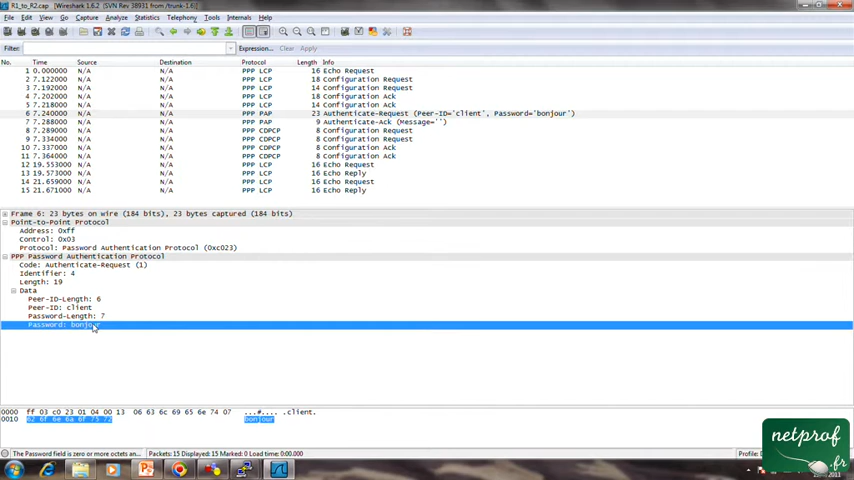 R1_to_R2.cap [Wireshark 1.6.2 (SVN Rev 38931 from /trunk-1.6)]
File Edit View Go Capture Analyze Statistics Telephony Tools Internals Help
Filter: Expression... Clear Apply
No. Time Source Destination Protocol Length Info
1 0.000000 N/A N/A PPP LCP 16 Echo Request
2 7.122000 N/A N/A PPP LCP 18 Configuration Request
3 7.192000 N/A N/A PPP LCP 14 Configuration Request
4 7.202000 N/A N/A PPP LCP 18 Configuration Ack
5 7.218000 N/A N/A PPP LCP 14 Configuration Ack
6 7.240000 N/A N/A PPP PAP 23 Authenticate-Request (Peer-ID='client', Password='bonjour')
7 7.288000 N/A N/A PPP PAP 9 Authenticate-Ack (Message='')
8 7.289000 N/A N/A PPP CDPCP 8 Configuration Request
9 7.334000 N/A N/A PPP CDPCP 8 Configuration Request
10 7.337000 N/A N/A PPP CDPCP 8 Configuration Ack
11 7.364000 N/A N/A PPP CDPCP 8 Configuration Ack
12 19.553000 N/A N/A PPP LCP 16 Echo Request
13 19.573000 N/A N/A PPP LCP 16 Echo Reply
14 21.659000 N/A N/A PPP LCP 16 Echo Request
15 21.671000 N/A N/A PPP LCP 16 Echo Reply
Frame 6: 23 bytes on wire (184 bits), 23 bytes captured (184 bits)
Point-to-Point Protocol
Address: 0xff
Control: 0x03
Protocol: Password Authentication Protocol (0xc023)
PPP Password Authentication Protocol
Code: Authenticate-Request (1)
Identifier: 4
Length: 19
Data
Peer-ID-Length: 6
Peer-ID: client
Password-Length: 7
Password: bonjour
0000 ff 03 c0 23 01 04 00 13 06 63 6c 69 65 6e 74 07 ...#.... .client.
0010 62 6f 6e 6a 6f 75 72 bonjour
The Password field is zero or more octets an... Packets: 15 Displayed: 15 Marked: 0 Load time: 0:00.000 Profile:
netprof
.fr